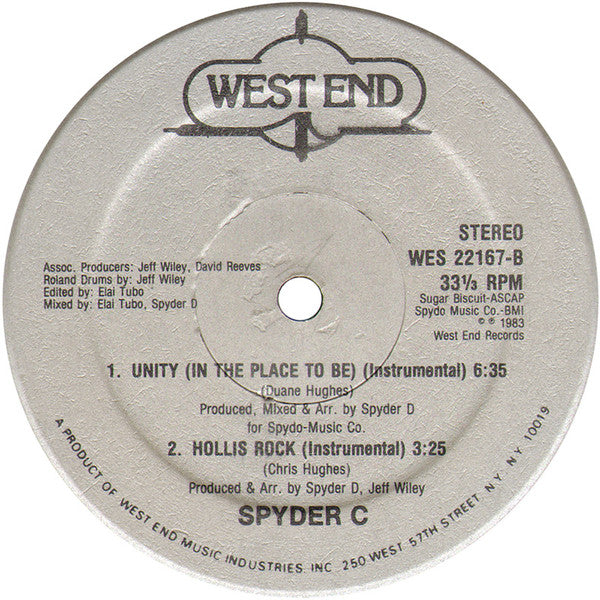 WEST END
STEREO
WES 22167-B
33⅓ RPM
Sugar Biscuit-ASCAP
Spydo Music Co.-BMI
© ℗ 1983
West End Records
Assoc. Producers: Jeff Wiley, David Reeves
Roland Drums by: Jeff Wiley
Edited by: Elai Tubo
Mixed by: Elai Tubo, Spyder D
1. UNITY (IN THE PLACE TO BE) (Instrumental) 6:35
(Duane Hughes)
Produced, Mixed & Arr. by Spyder D
for Spydo-Music Co.
2. HOLLIS ROCK (Instrumental) 3:25
(Chris Hughes)
Produced & Arr. by Spyder D, Jeff Wiley
SPYDER C
A PRODUCT OF WEST END MUSIC INDUSTRIES, INC. 250 WEST 57TH STREET, N.Y. N.Y. 10019